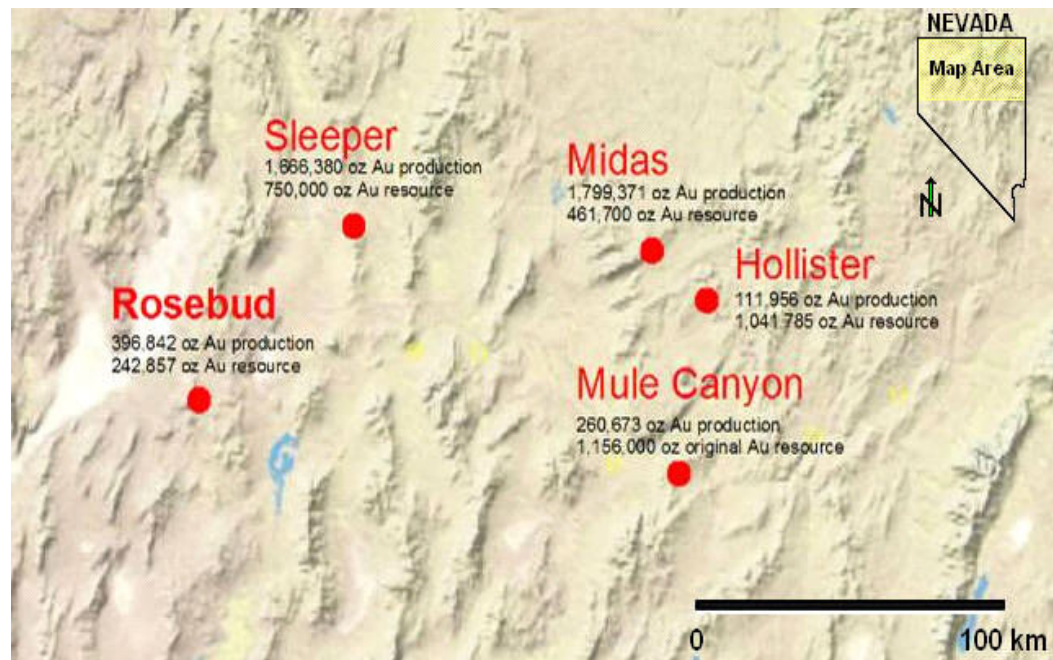 NEVADA
Map Area
N
Sleeper
1,666,380 oz Au production
750,000 oz Au resource
Midas
1,799,371 oz Au production
461,700 oz Au resource
Hollister
111,956 oz Au production
1,041,785 oz Au resource
Rosebud
396,842 oz Au production
242,857 oz Au resource
Mule Canyon
260,673 oz Au production
1,156,000 oz original Au resource
0
100 km